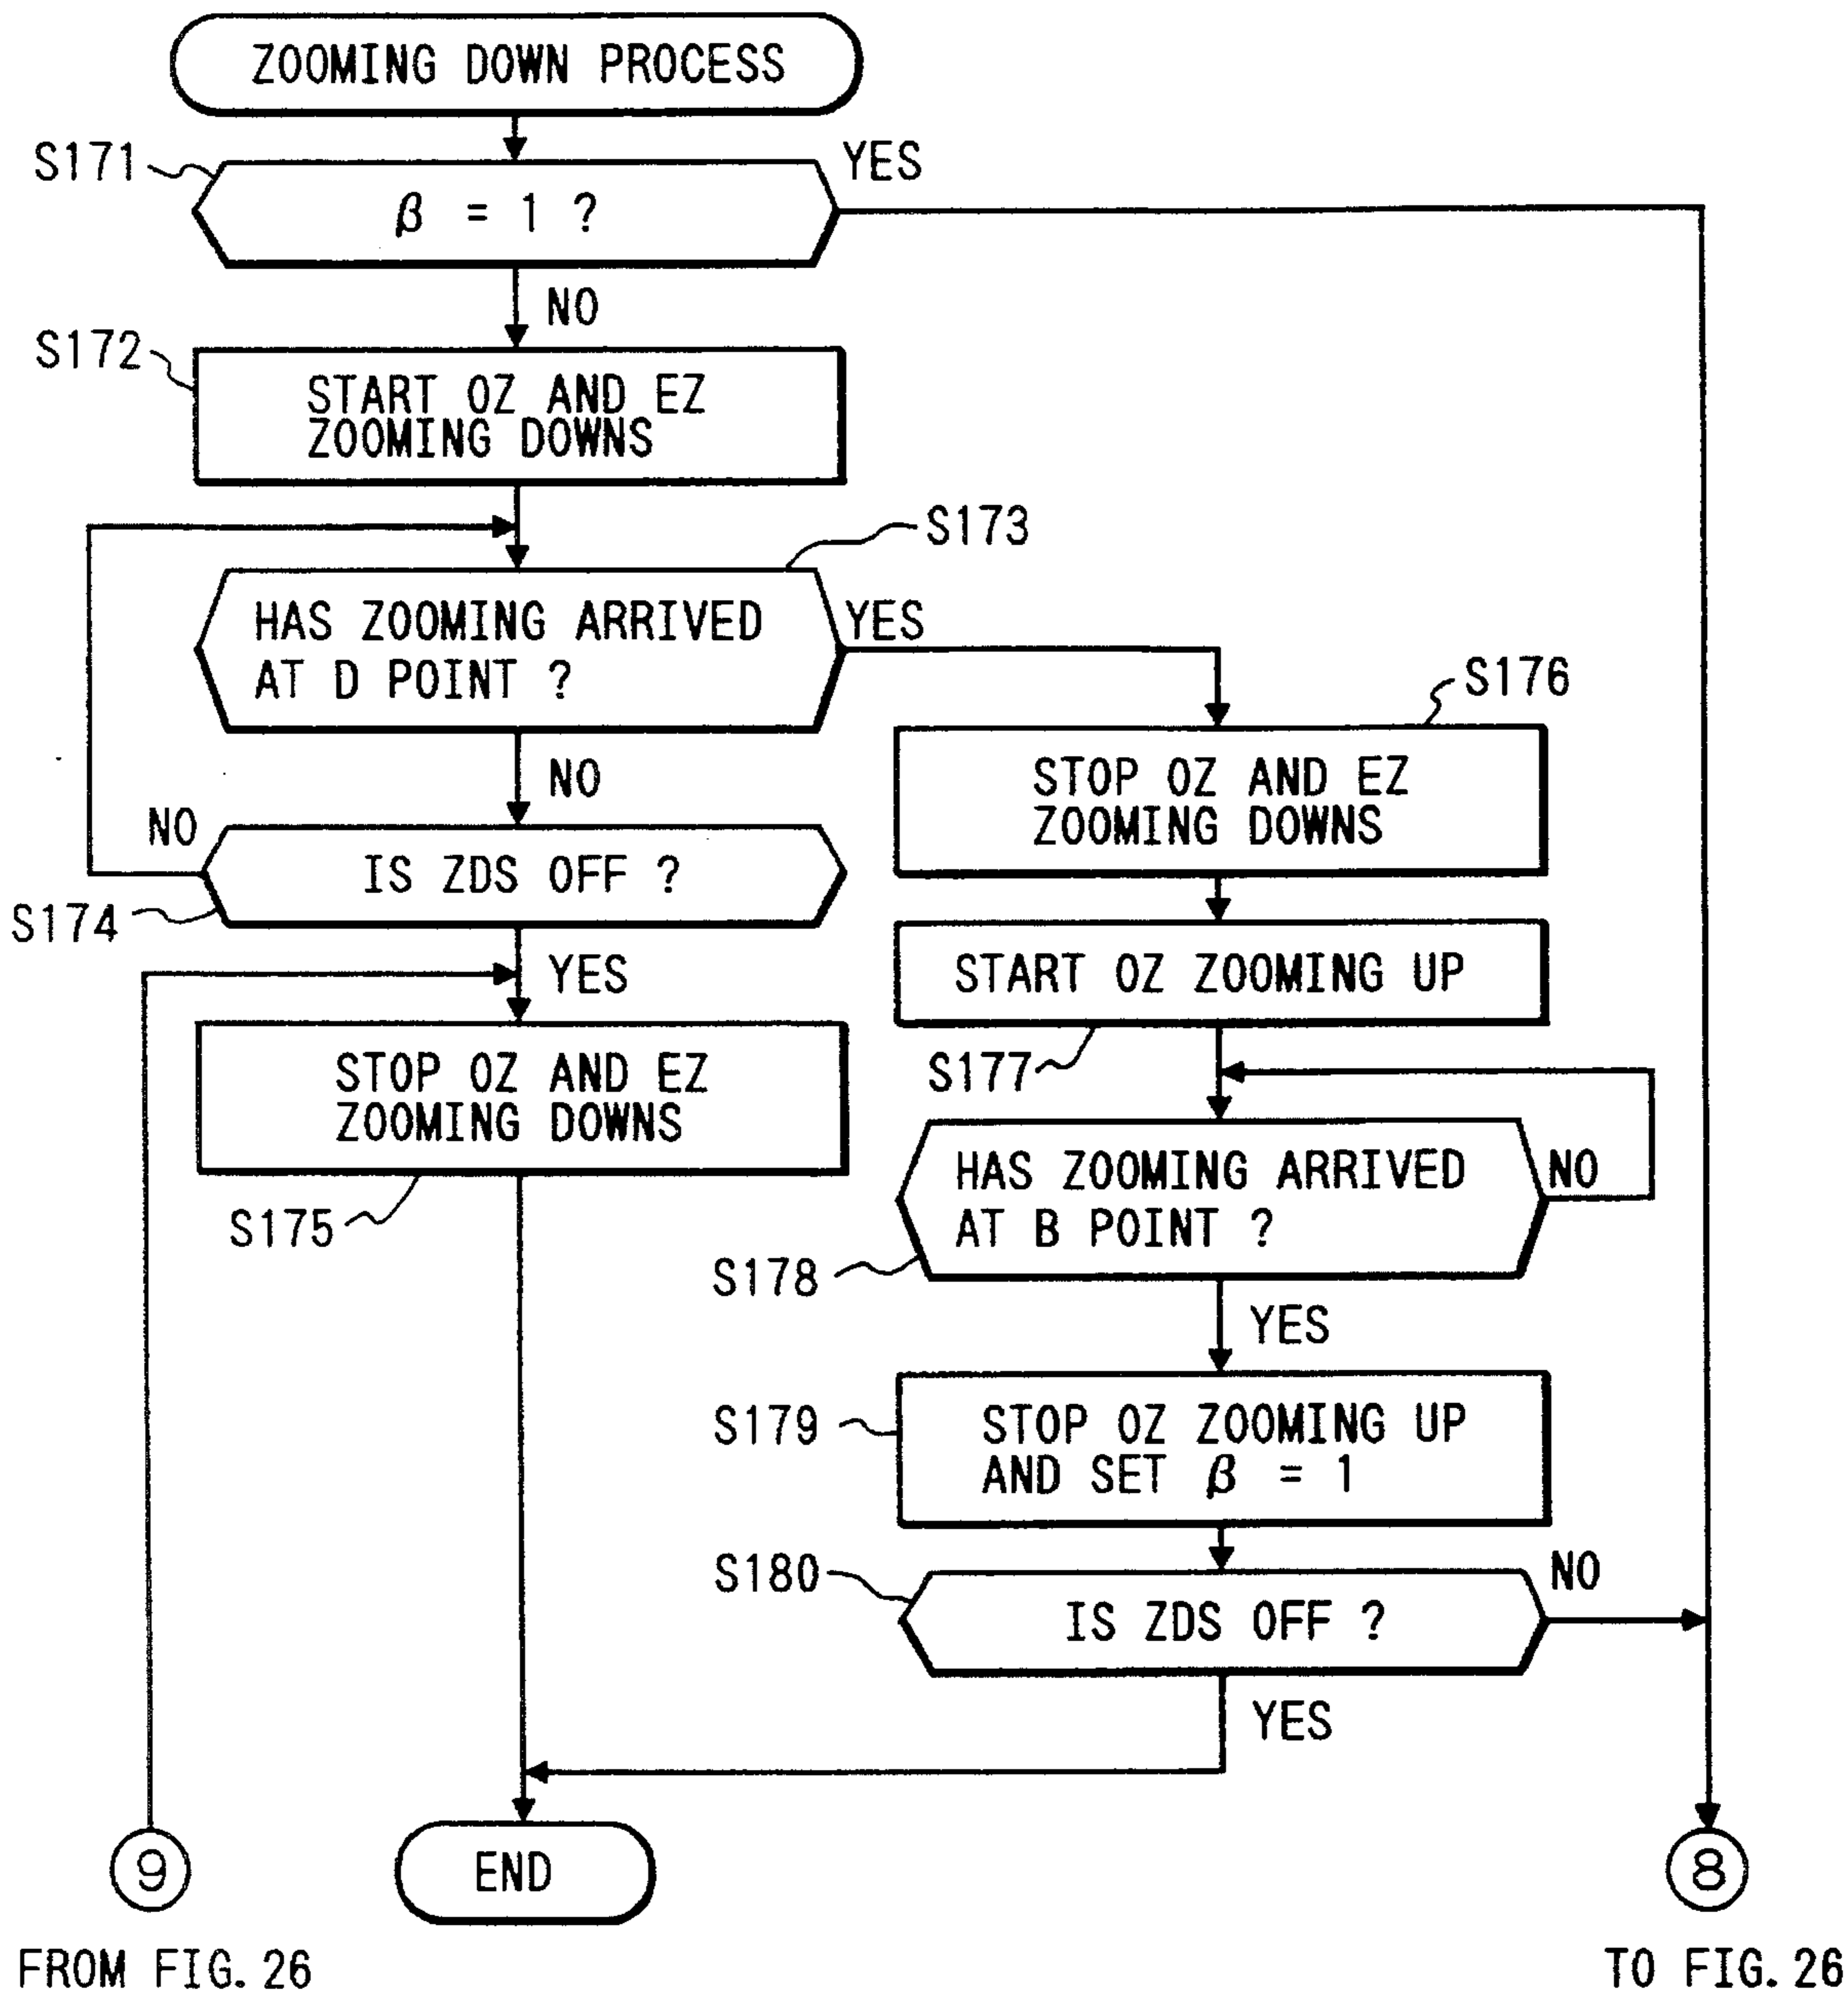 ZOOMING DOWN PROCESS
S171
β = 1 ?
YES
NO
S172
START OZ AND EZ
ZOOMING DOWNS
S173
HAS ZOOMING ARRIVED
AT D POINT ?
YES
NO
S174
IS ZDS OFF ?
NO
YES
STOP OZ AND EZ
ZOOMING DOWNS
S175
S176
STOP OZ AND EZ
ZOOMING DOWNS
START OZ ZOOMING UP
S177
HAS ZOOMING ARRIVED
AT B POINT ?
NO
S178
YES
S179
STOP OZ ZOOMING UP
AND SET β = 1
S180
IS ZDS OFF ?
NO
YES
9
END
8
FROM FIG. 26
TO FIG. 26